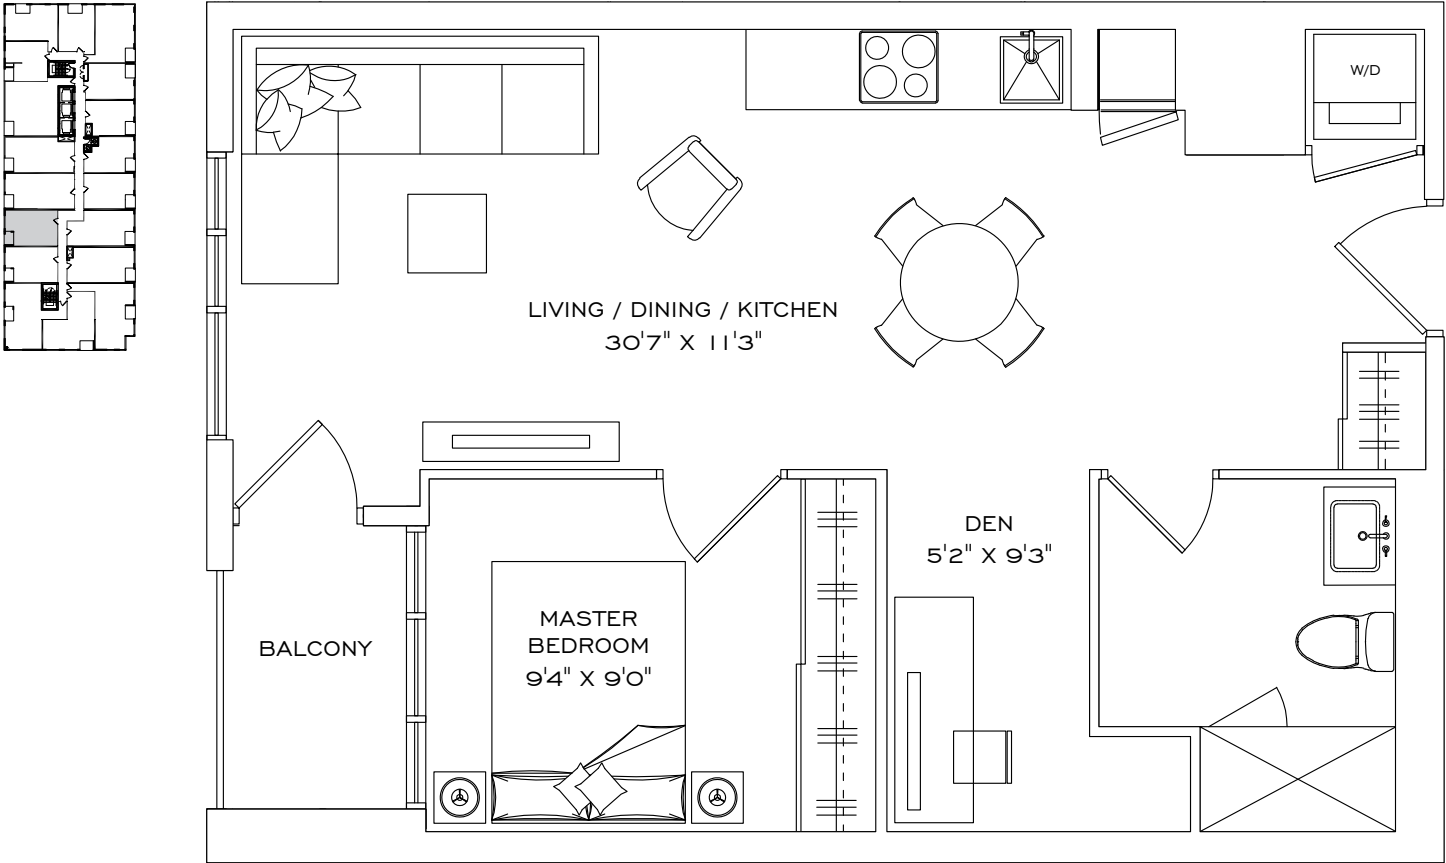 W/D
LIVING / DINING / KITCHEN
30'7" X 11'3"
DEN
5'2" X 9'3"
MASTER
BEDROOM
9'4" X 9'0"
BALCONY